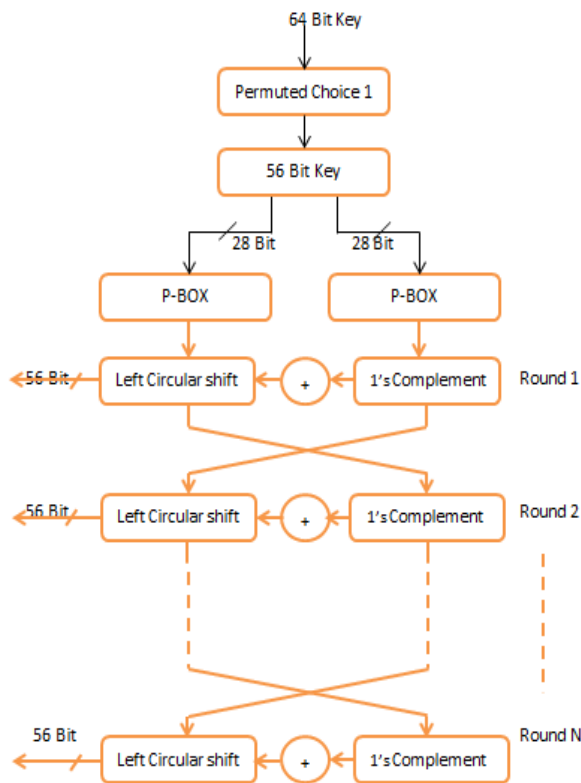 64 Bit Key
Permuted Choice 1
56 Bit Key
28 Bit 28 Bit
P-BOX P-BOX
56 Bit Left Circular shift + 1's Complement Round 1
56 Bit Left Circular shift + 1's Complement Round 2
56 Bit Left Circular shift + 1's Complement Round N